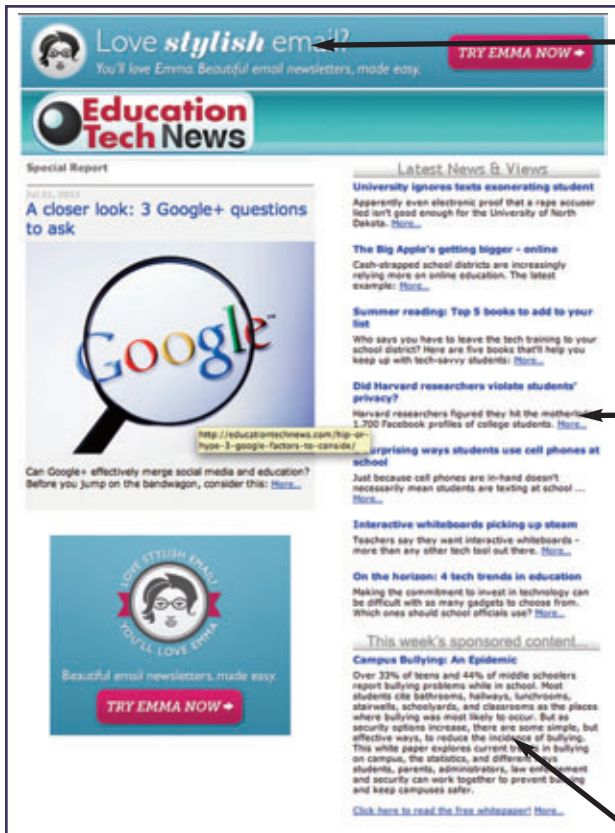 Love stylish email?
You'll love Emma. Beautiful email newsletters, made easy.
TRY EMMA NOW
Education
Tech News
Special Report
Jul 21, 2011
A closer look: 3 Google+ questions
to ask
Google™
http://educationtechnews.com/hip-or-
hype-3-google-factors-to-conside/
Can Google+ effectively merge social media and education?
Before you jump on the bandwagon, consider this: More...
LOVE STYLISH EMAIL?
YOU'LL LOVE EMMA
Beautiful email newsletters, made easy.
TRY EMMA NOW
Latest News & Views
University ignores texts exonerating student
Apparently even electronic proof that a rape accuser
lied isn't good enough for the University of North
Dakota. More...
The Big Apple's getting bigger – online
Cash-strapped school districts are increasingly
relying more on online education. The latest
example: More...
Summer reading: Top 5 books to add to your
list
Who says you have to leave the tech training to your
school district? Here are five books that'll help you
keep up with tech-savvy students: More...
Did Harvard researchers violate students'
privacy?
Harvard researchers figured they hit the
1,700 Facebook profiles of college students. More...
surprising ways students use cell phones at
school
Just because cell phones are in-hand doesn't
necessarily mean students are texting at school ...
More...
Interactive whiteboards picking up steam
Teachers say they want interactive whiteboards –
more than any other tech tool out there. More...
On the horizon: 4 tech trends in education
Making the commitment to invest in technology can
be difficult with so many gadgets to choose from.
Which ones should school officials use? More...
This week's sponsored content...
Campus Bullying: An Epidemic
Over 33% of teens and 44% of middle schoolers
report bullying problems while in school. Most
students cite bathrooms, hallways, lunchrooms,
stairwells, schoolyards, and classrooms as the places
where bullying was most likely to occur. But as
security options increase, there are some simple, but
effective ways, to reduce the incidence of bullying.
This white paper explores current trends in bullying
on campus, the statistics, and different ways
students, parents, administrators, law enforcement
and security can work together to prevent bullying
and keep campuses safer.
Click here to read the free whitepaper! More...